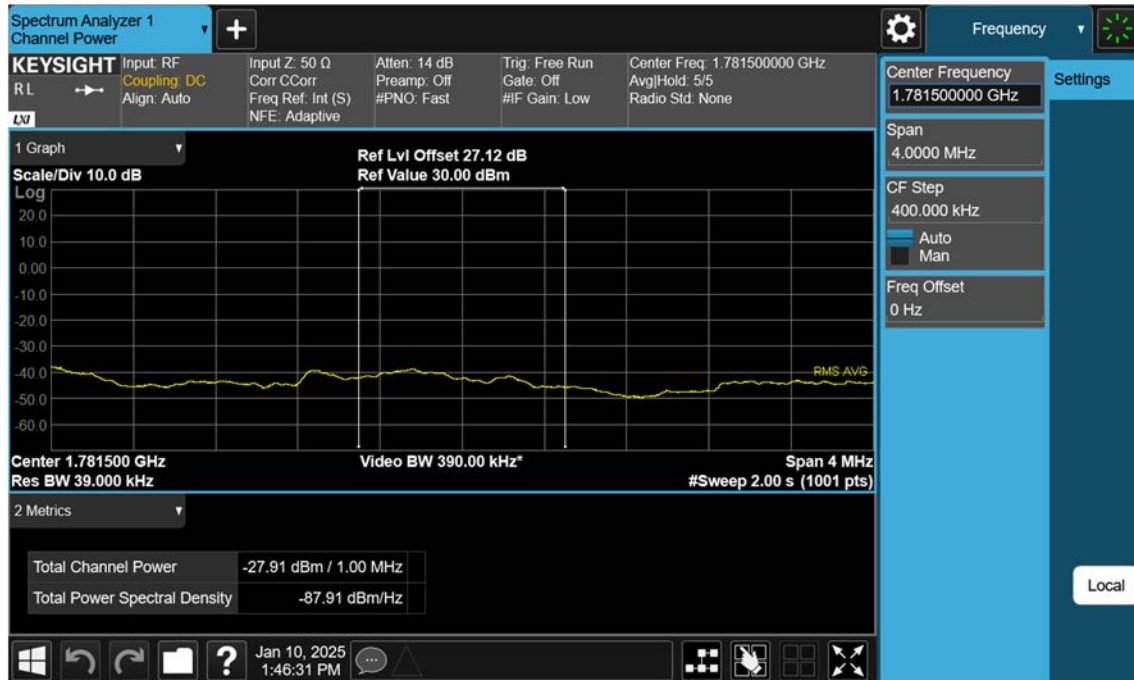 Spectrum Analyzer 1
Channel Power
+
Frequency
KEYSIGHT
R L
LXI
Input: RF
Coupling: DC
Align: Auto
Input Z: 50 Ω
Corr CCorr
Freq Ref: Int (S)
NFE: Adaptive
Atten: 14 dB
Preamp: Off
#PNO: Fast
Trig: Free Run
Gate: Off
#IF Gain: Low
Center Freq: 1.781500000 GHz
Avg|Hold: 5/5
Radio Std: None
Center Frequency
1.781500000 GHz
Settings
Span
4.0000 MHz
CF Step
400.000 kHz
Auto
Man
Freq Offset
0 Hz
1 Graph
Scale/Div 10.0 dB
Ref Lvl Offset 27.12 dB
Ref Value 30.00 dBm
Log
20.0
10.0
0.00
-10.0
-20.0
-30.0
-40.0
-50.0
-60.0
RMS AVG
Center 1.781500 GHz
Res BW 39.000 kHz
Video BW 390.00 kHz*
Span 4 MHz
#Sweep 2.00 s (1001 pts)
2 Metrics
Total Channel Power -27.91 dBm / 1.00 MHz
Total Power Spectral Density -87.91 dBm/Hz
Local
?
Jan 10, 2025
1:46:31 PM